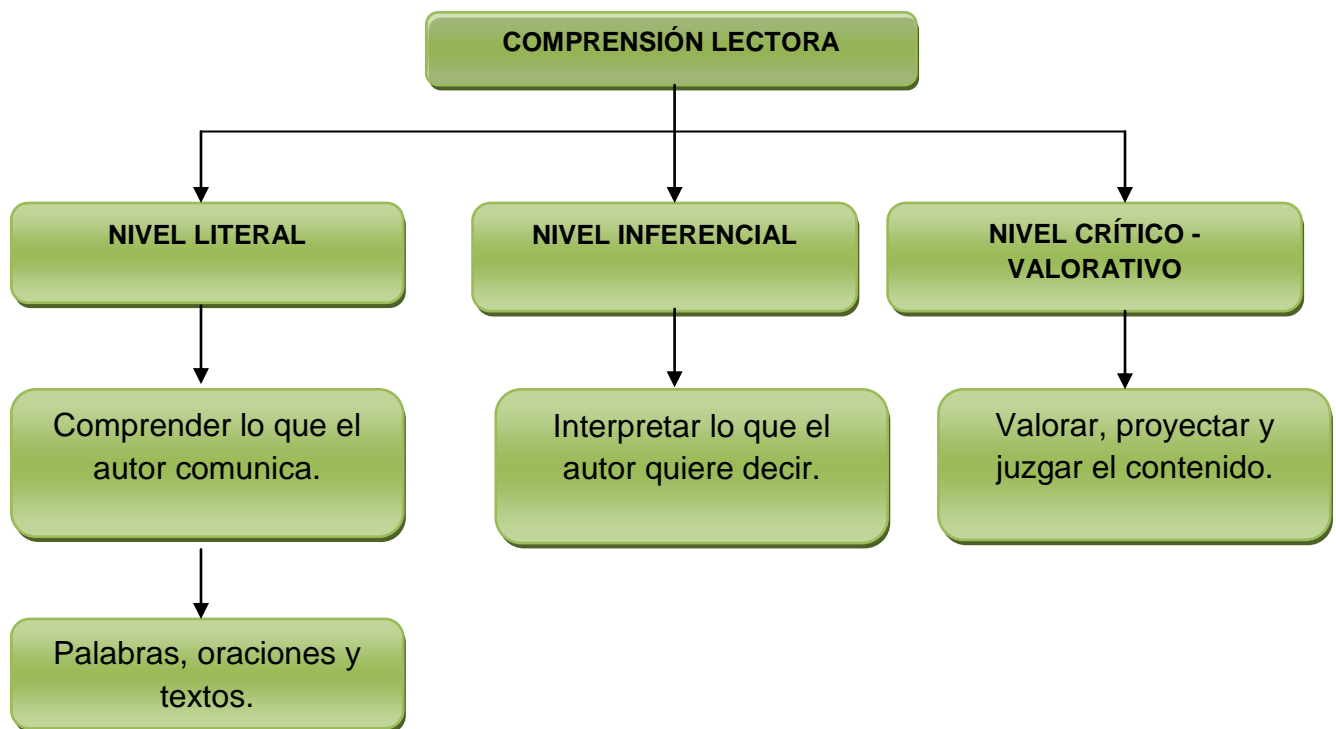 COMPRENSIÓN LECTORA
NIVEL LITERAL
NIVEL INFERENCIAL
NIVEL CRÍTICO -
VALORATIVO
Comprender lo que el
autor comunica.
Interpretar lo que el
autor quiere decir.
Valorar, proyectar y
juzgar el contenido.
Palabras, oraciones y
textos.